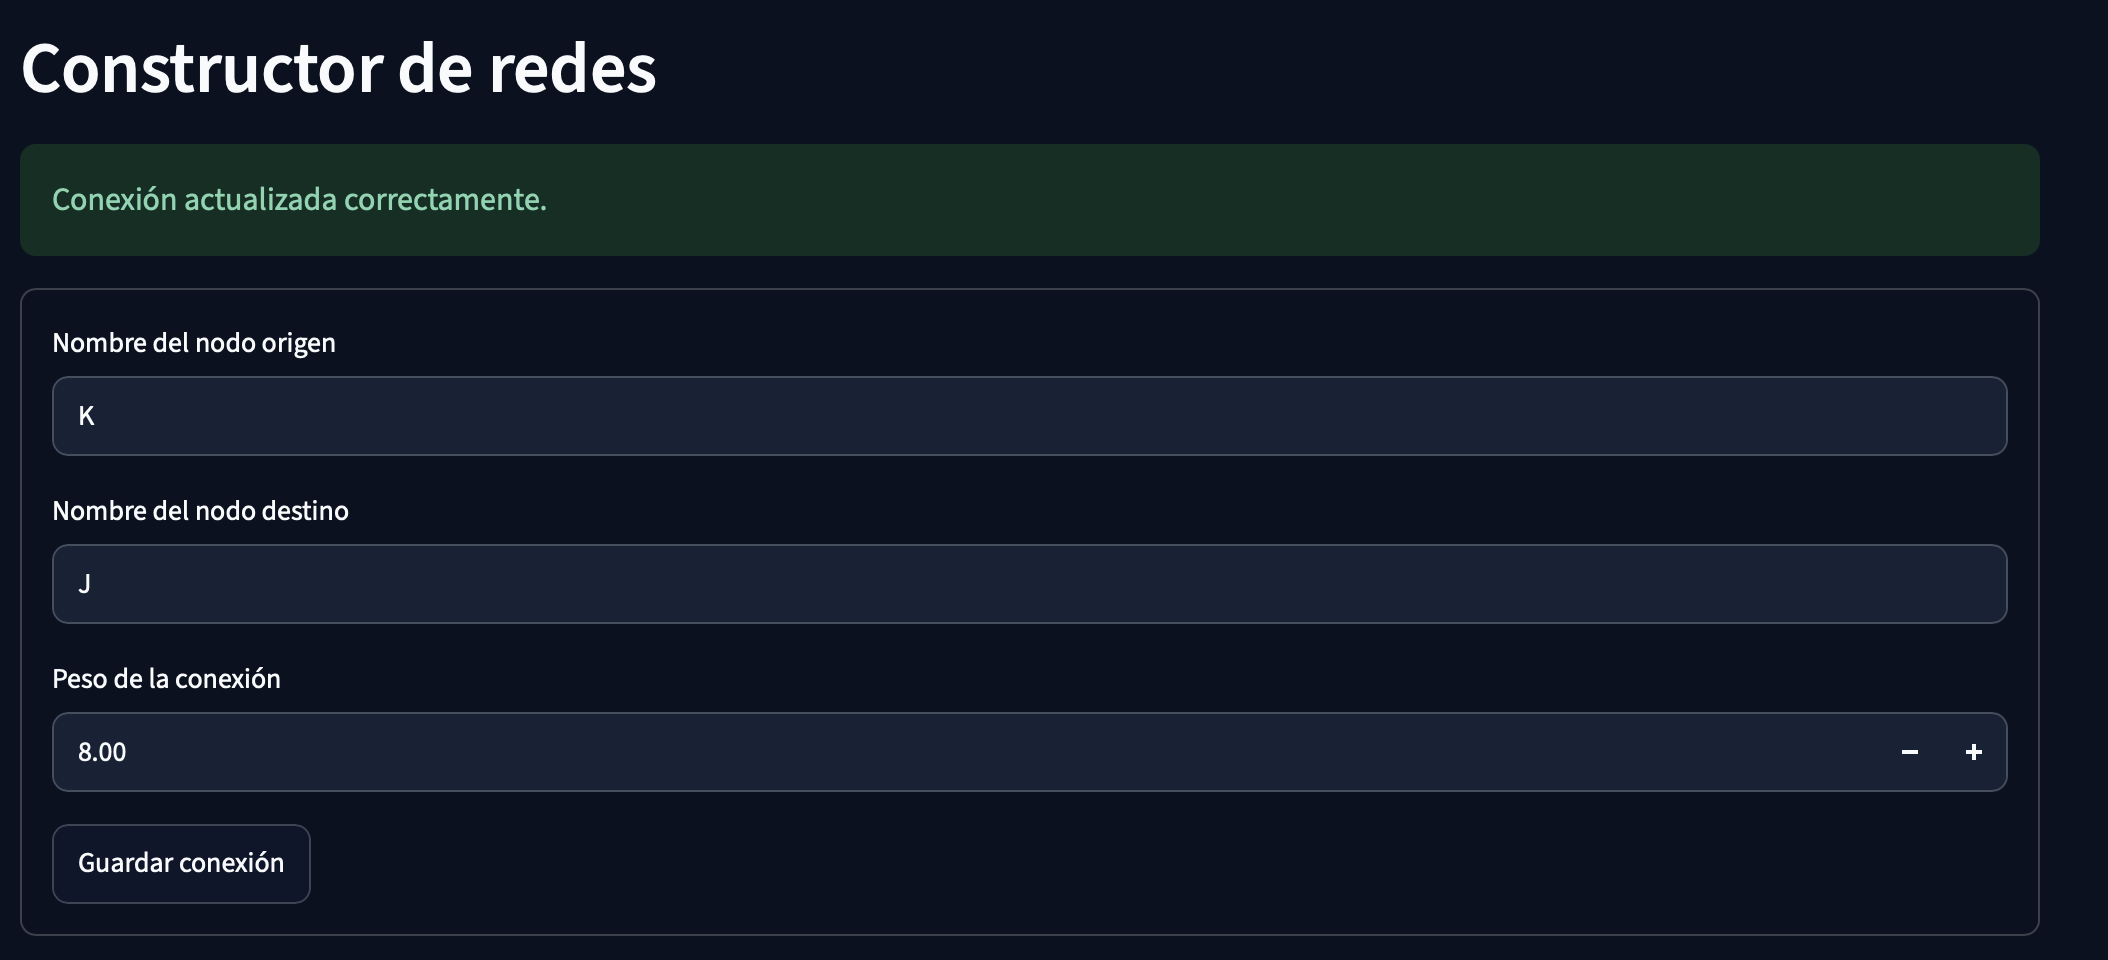 Constructor de redes
Conexión actualizada correctamente.
Nombre del nodo origen
K
Nombre del nodo destino
J
Peso de la conexión
8.00
Guardar conexión